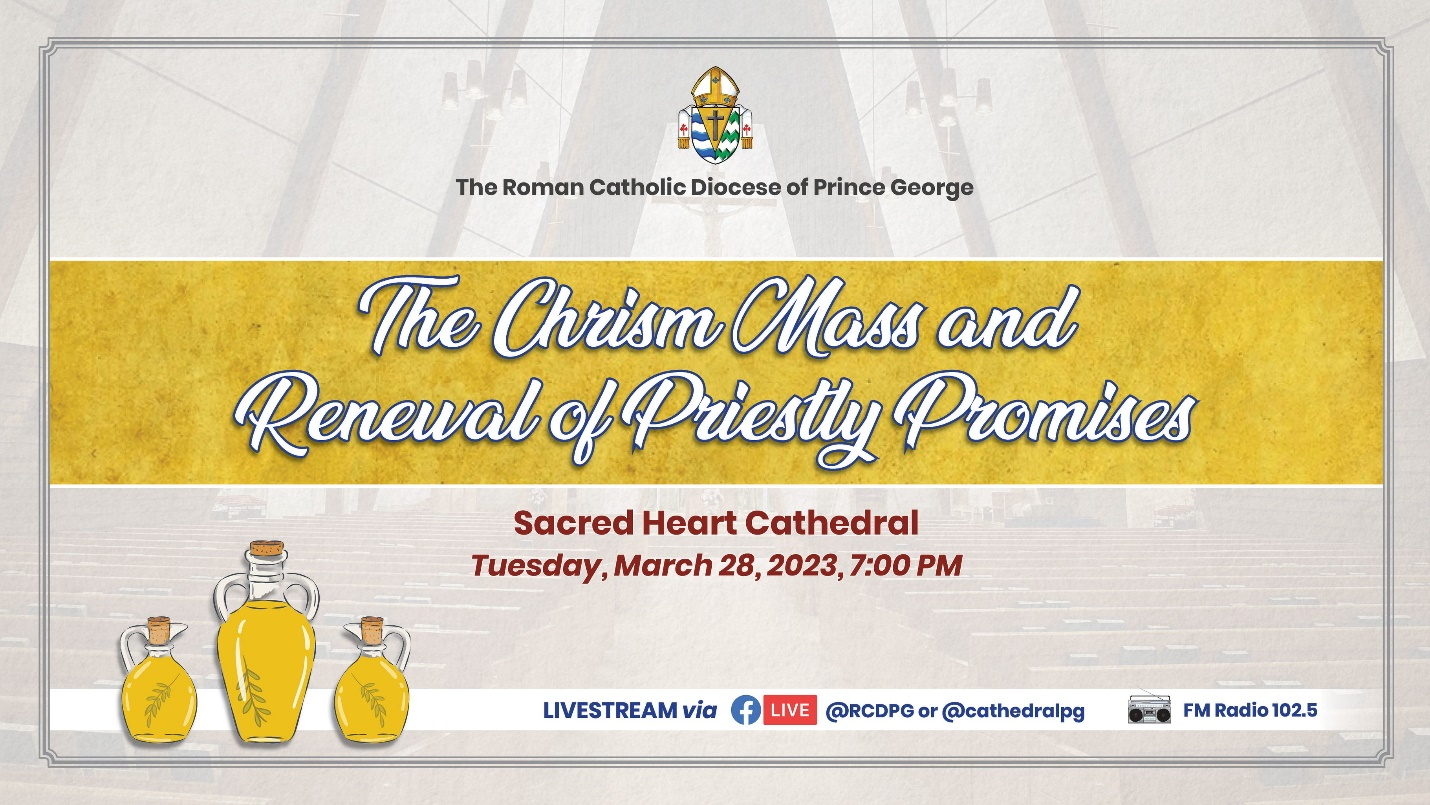 The Roman Catholic Diocese of Prince George
The Chrism Mass and
Renewal of Priestly Promises
Sacred Heart Cathedral
Tuesday, March 28, 2023, 7:00 PM
LIVESTREAM via LIVE @RCDPG or @cathedralpg FM Radio 102.5